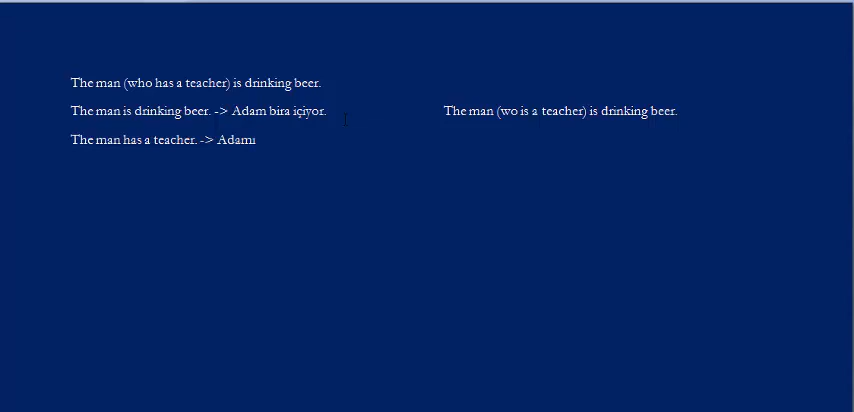 The man (who has a teacher) is drinking beer.
The man is drinking beer. -> Adam bira içiyor.
The man (wo is a teacher) is drinking beer.
The man has a teacher. -> Adamı